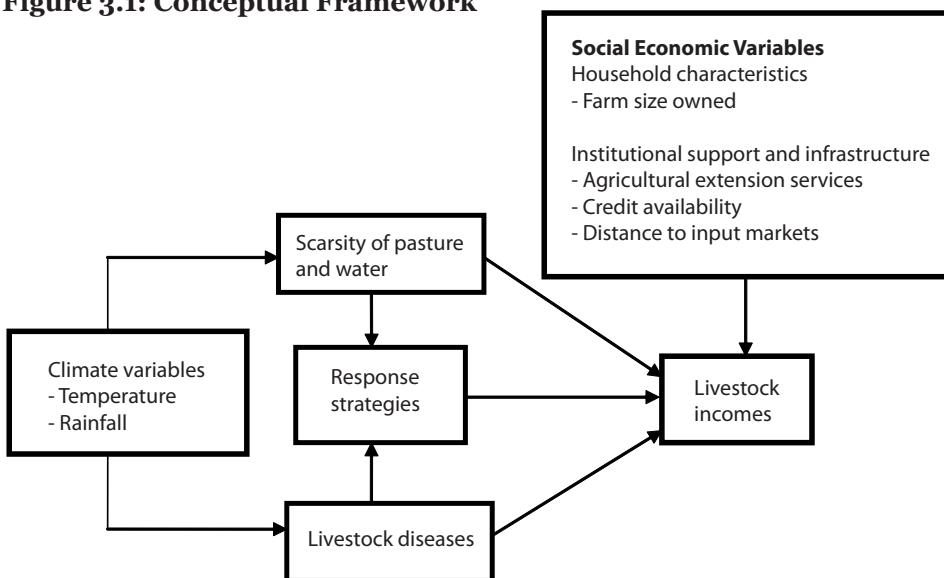 Figure 3.1: Conceptual Framework
Social Economic Variables
Household characteristics
- Farm size owned
Institutional support and infrastructure
- Agricultural extension services
- Credit availability
- Distance to input markets
Scarsity of pasture
and water
Climate variables
- Temperature
- Rainfall
Response
strategies
Livestock
incomes
Livestock diseases